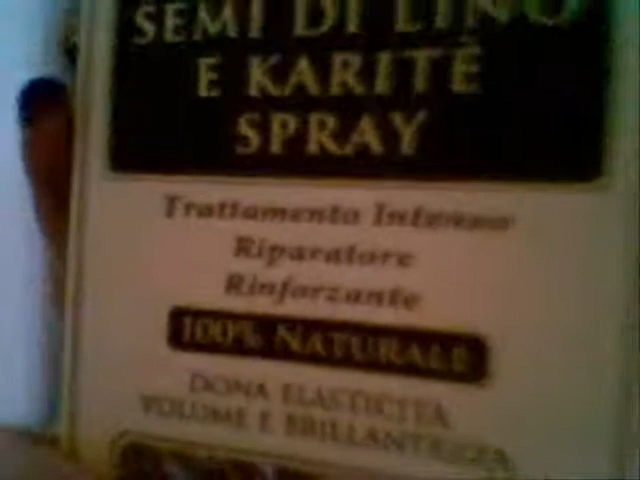 SEMI DI LINO
E KARITÉ
SPRAY
Trattamento Intenso
Riparatore
Rinforzante
100% NATURALE
DONA ELASTICITÀ
VOLUME E BRILLANTEZZA